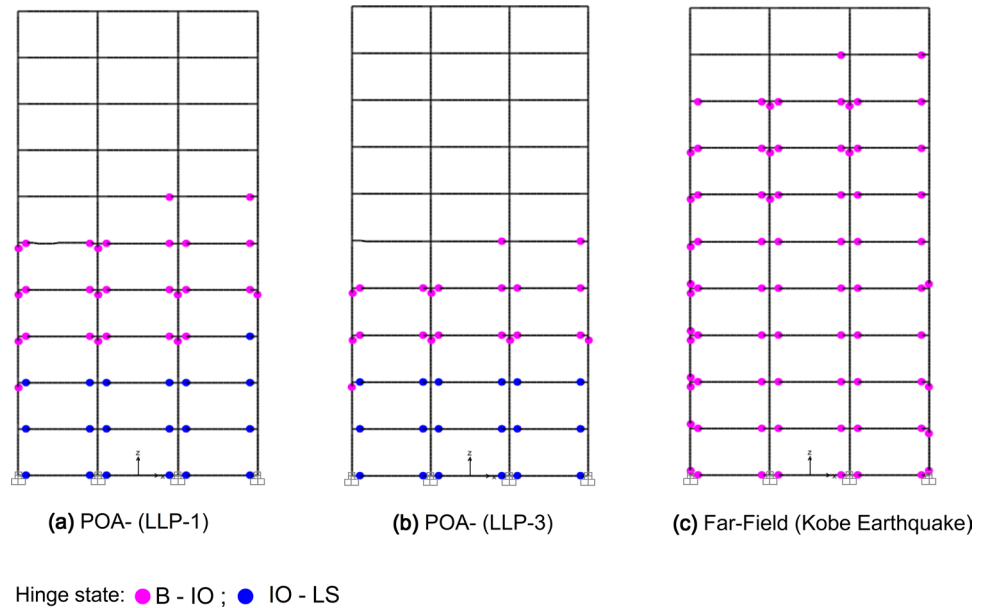 z
x
z
x
z
x
(a) POA- (LLP-1)
(b) POA- (LLP-3)
(c) Far-Field (Kobe Earthquake)
Hinge state: B - IO ; IO - LS